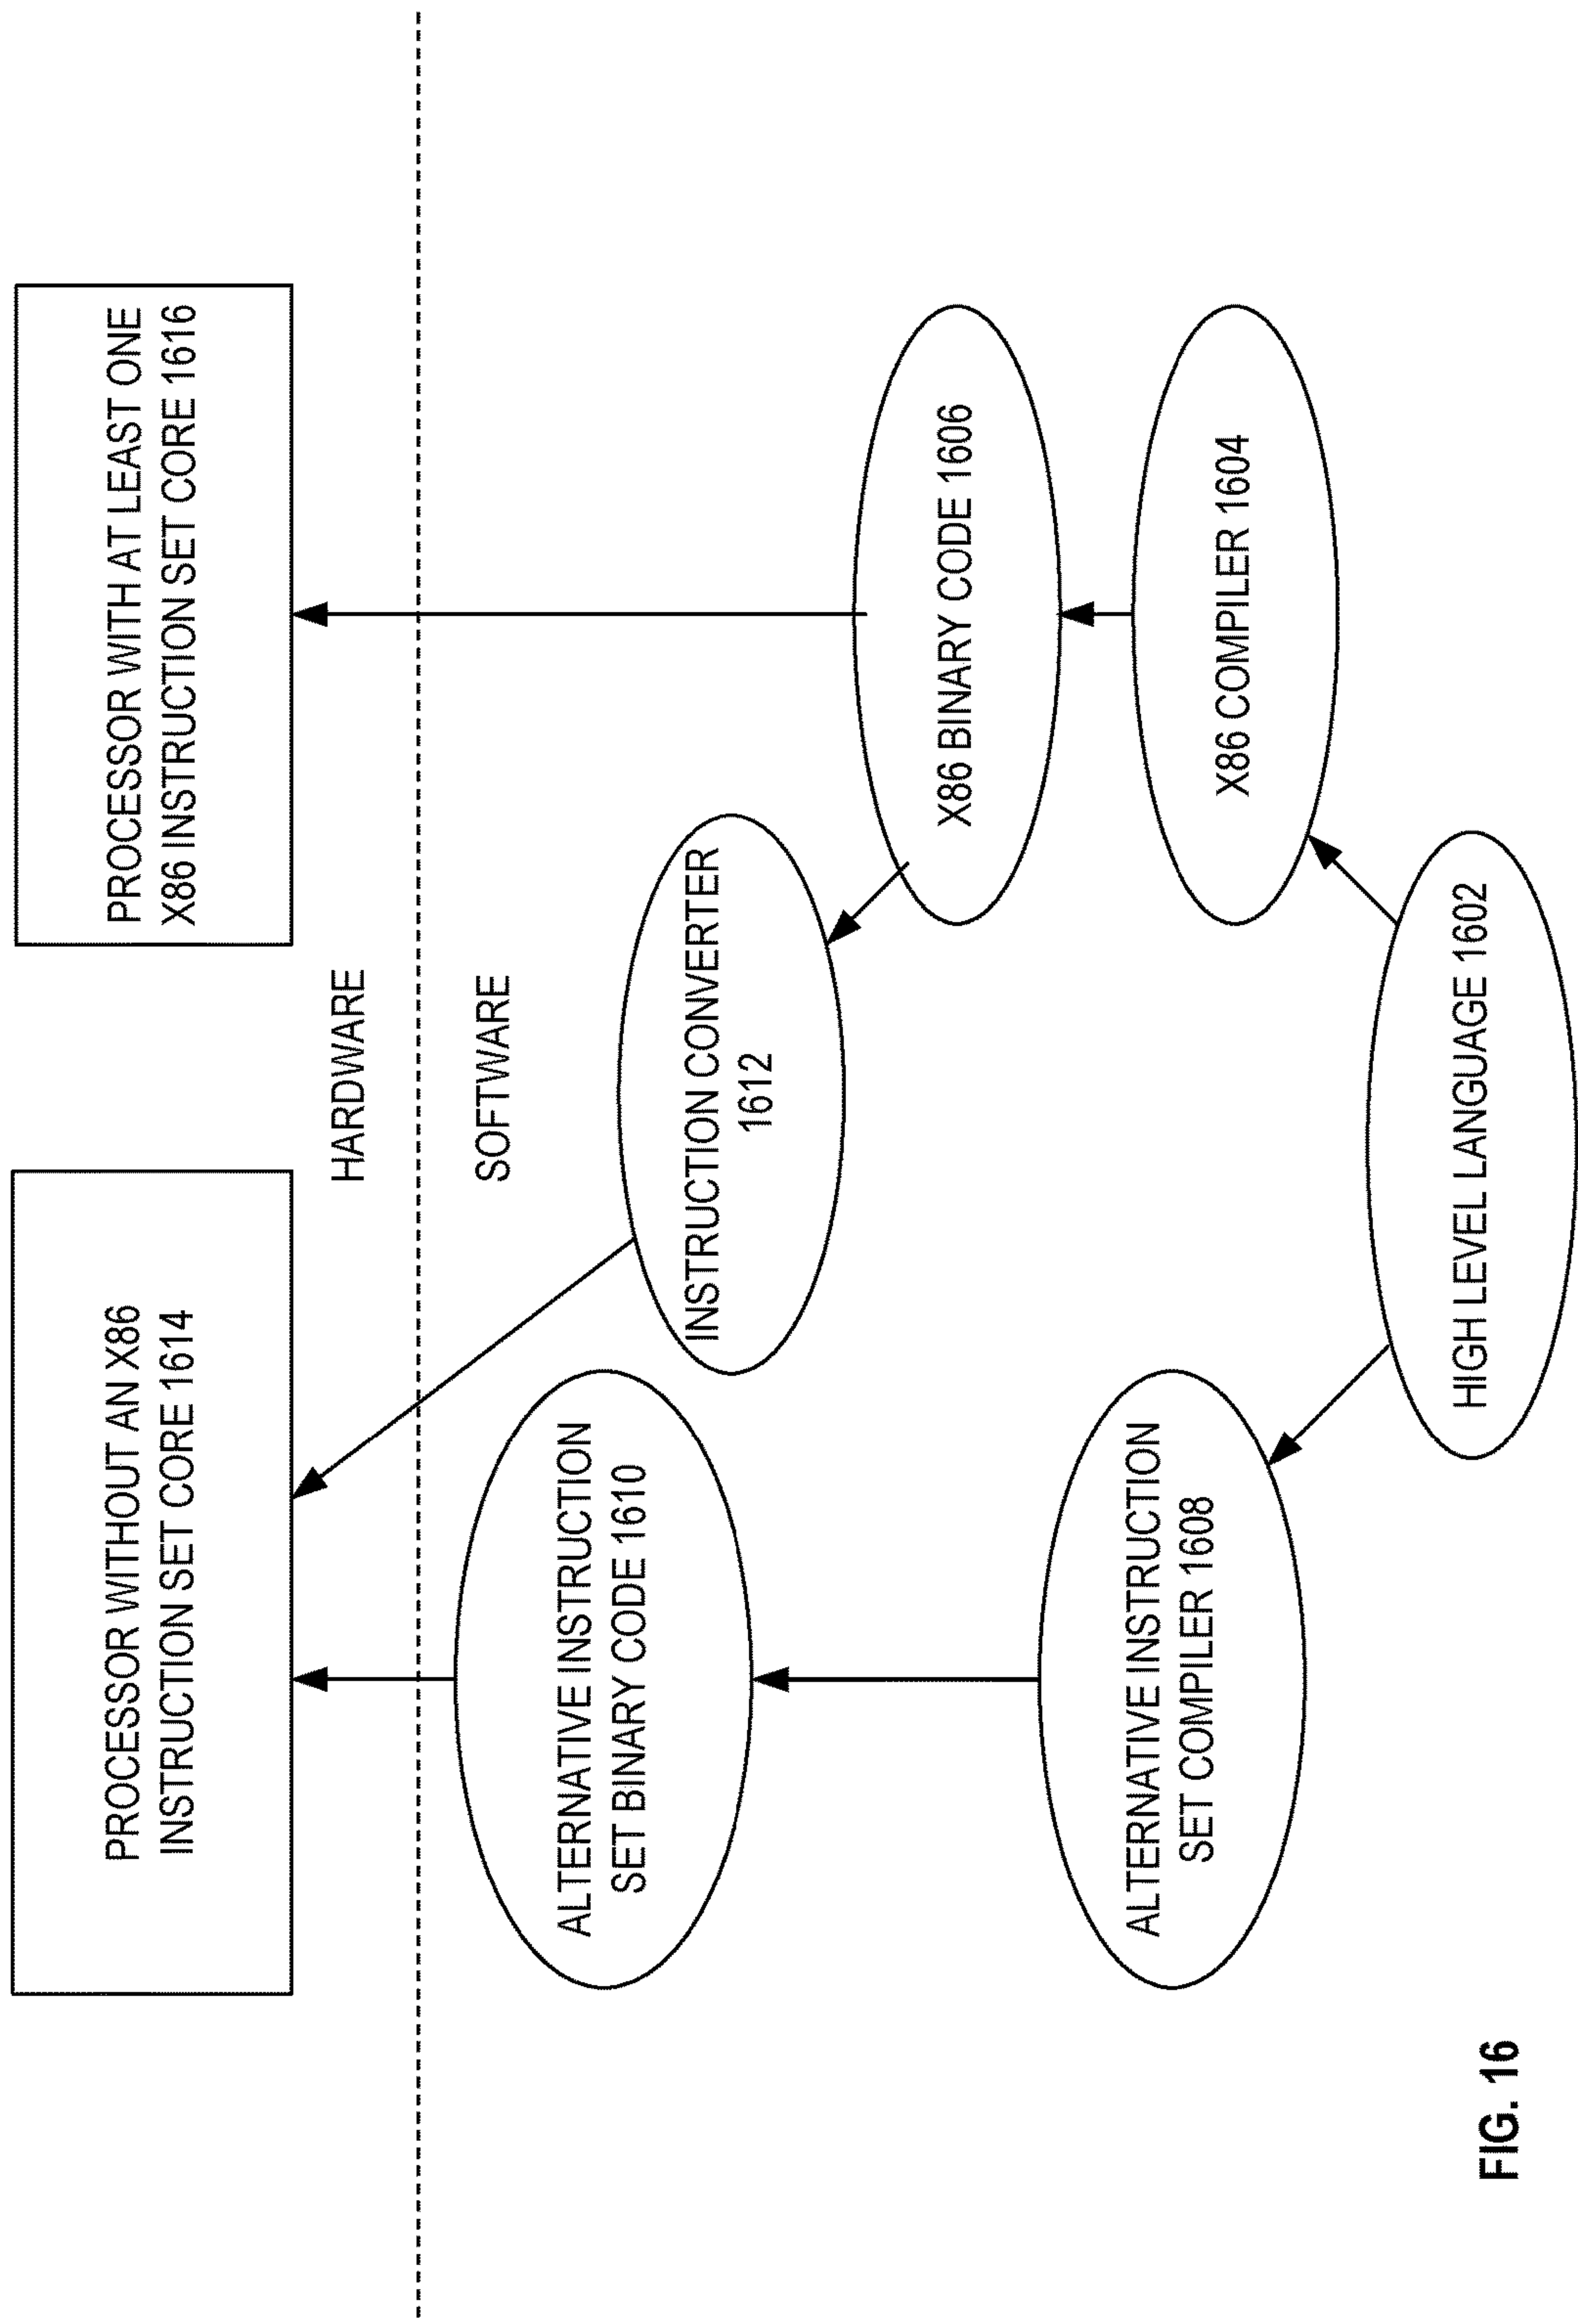 PROCESSOR WITHOUT AN X86
INSTRUCTION SET CORE 1614
PROCESSOR WITH AT LEAST ONE
X86 INSTRUCTION SET CORE 1616
HARDWARE
SOFTWARE
ALTERNATIVE INSTRUCTION
SET BINARY CODE 1610
INSTRUCTION CONVERTER
1612
X86 BINARY CODE 1606
ALTERNATIVE INSTRUCTION
SET COMPILER 1608
X86 COMPILER 1604
HIGH LEVEL LANGUAGE 1602
FIG. 16